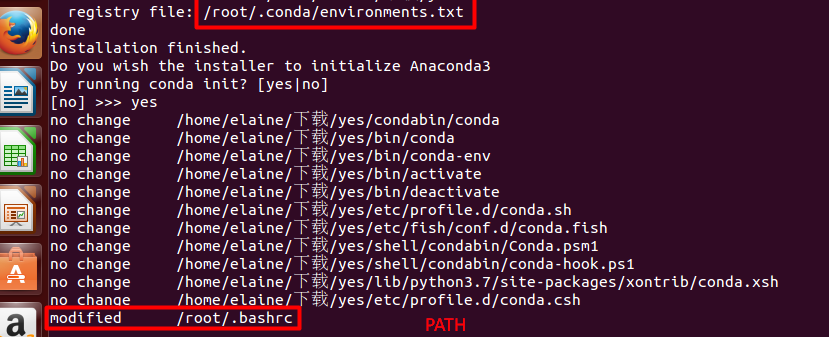 registry file: /root/.conda/environments.txt
done
installation finished.
Do you wish the installer to initialize Anaconda3
by running conda init? [yes|no]
[no] >>> yes
no change     /home/elaine/下载/yes/condabin/conda
no change     /home/elaine/下载/yes/bin/conda
no change     /home/elaine/下载/yes/bin/conda-env
no change     /home/elaine/下载/yes/bin/activate
no change     /home/elaine/下载/yes/bin/deactivate
no change     /home/elaine/下载/yes/etc/profile.d/conda.sh
no change     /home/elaine/下载/yes/etc/fish/conf.d/conda.fish
no change     /home/elaine/下载/yes/shell/condabin/Conda.psm1
no change     /home/elaine/下载/yes/shell/condabin/conda-hook.ps1
no change     /home/elaine/下载/yes/lib/python3.7/site-packages/xontrib/conda.xsh
no change     /home/elaine/下载/yes/etc/profile.d/conda.csh
modified      /root/.bashrc
PATH